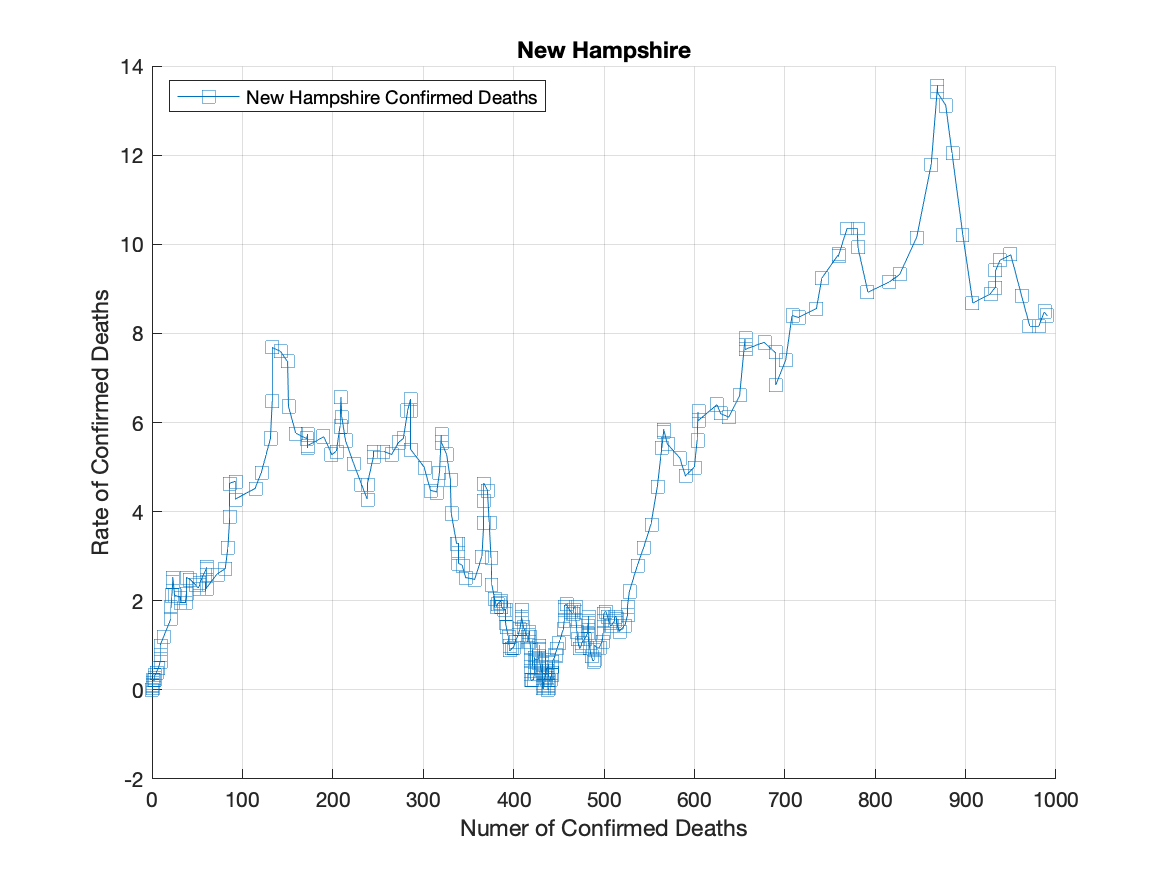 New Hampshire
New Hampshire Confirmed Deaths
Rate of Confirmed Deaths
14
12
10
8
6
4
2
0
-2
0 100 200 300 400 500 600 700 800 900 1000
Numer of Confirmed Deaths